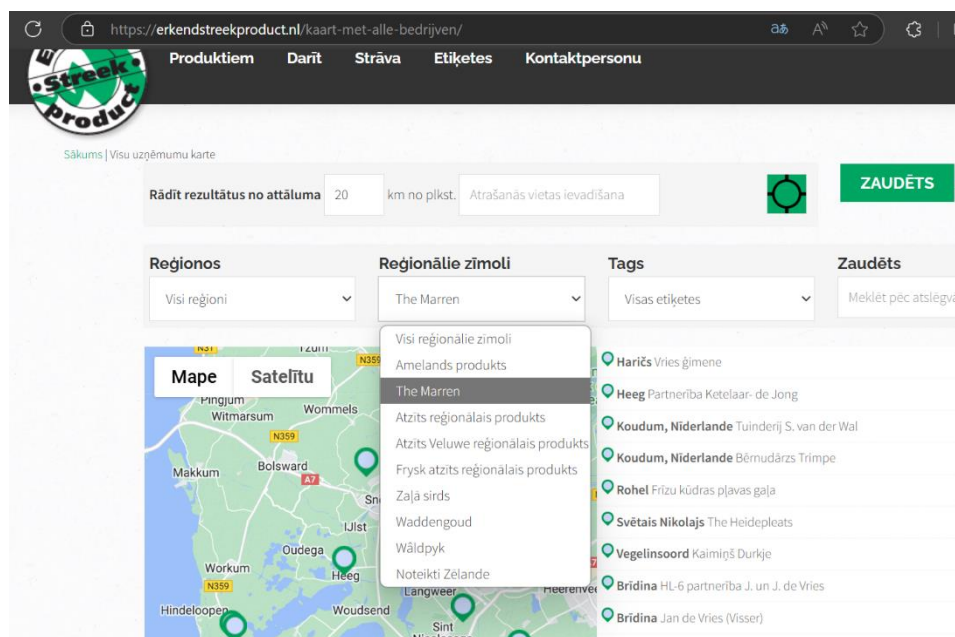 https://erkendstreekproduct.nl/kaart-met-alle-bedrijven/
Streek
product
Produktiem Darīt Strāva Etiķetes Kontaktpersonu
Sākums | Visu uzņēmumu karte
Rādīt rezultātus no attāluma 20 km no plkst. Atrašanās vietas ievadīšana
ZAUDĒTS
Reģionos Reģionālie zīmoli Tags Zaudēts
Visi reģioni The Marren Visas etiķetes Meklēt pēc atslēgva
Visi reģionālie zīmoli
Amelands produkts
The Marren
Atzīts reģionālais produkts
Atzīts Veluwe reģionālais produkts
Frysk atzīts reģionālais produkts
Zaļā sirds
Waddengoud
Wâldpyk
Noteikti Zēlande
Mape Satelītu
N31
Tzum
N359
Pingjum
Witmarsum
Wommels
N359
Makkum
Bolsward
A7
IJlst
Oudega
Workum
Heeg
N359
Langweer
Heerenvee
Hindeloopen
Woudsend
Sint
Haričs Vries ģimene
Heeg Partnerība Ketelaar- de Jong
Koudum, Nīderlande Tuinderij S. van der Wal
Koudum, Nīderlande Bērnudārzs Trimpe
Rohel Frīzu kūdras pļavas gaļa
Svētais Nikolajs The Heidepleats
Vegelinsoord Kaimiņš Durkje
Brīdina HL-6 partnerība J. un J. de Vries
Brīdina Jan de Vries (Visser)